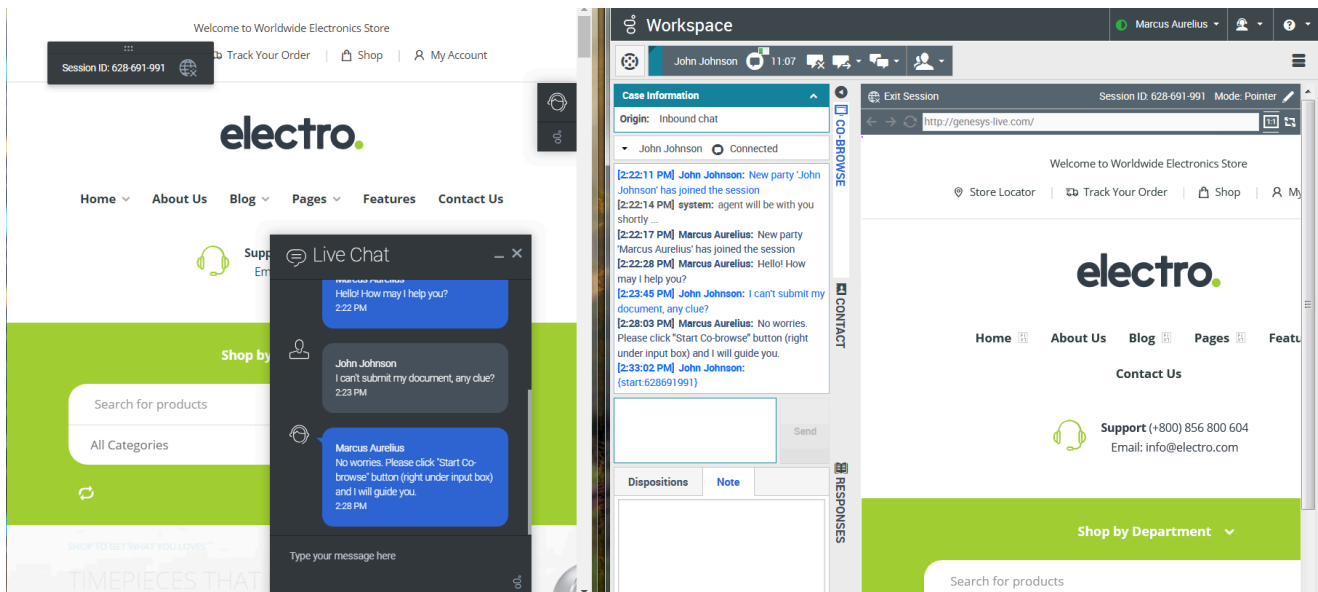 Welcome to Worldwide Electronics Store
Session ID: 628-691-991
Track Your Order
Shop
My Account
electro.
Home
About Us
Blog
Pages
Features
Contact Us
Live Chat
Marcus Aurelius
Hello! How may I help you?
2:22 PM
John Johnson
I can't submit my document, any clue?
2:23 PM
Marcus Aurelius
No worries. Please click "Start Co-
browse" button (right under input box)
and I will guide you.
2:28 PM
Type your message here
Shop by
Search for products
All Categories
SHOP TO GET WHAT YOU LOVES
TIMEPIECES THAT
Workspace
Marcus Aurelius
John Johnson
11:07
Case Information
Origin: Inbound chat
John Johnson
Connected
[2:22:11 PM] John Johnson: New party 'John
Johnson' has joined the session
[2:22:14 PM] system: agent will be with you
shortly ...
[2:22:17 PM] Marcus Aurelius: New party
'Marcus Aurelius' has joined the session
[2:22:28 PM] Marcus Aurelius: Hello! How
may I help you?
[2:23:45 PM] John Johnson: I can't submit my
document, any clue?
[2:28:03 PM] Marcus Aurelius: No worries.
Please click "Start Co-browse" button (right
under input box) and I will guide you.
[2:33:02 PM] John Johnson:
{start:628691991}
Send
Dispositions
Note
CO-BROWSE
CONTACT
RESPONSES
Exit Session
Session ID: 628-691-991
Mode: Pointer
http://genesys-live.com/
1:1
Welcome to Worldwide Electronics Store
Store Locator
Track Your Order
Shop
My
electro.
Home
About Us
Blog
Pages
Featu
Contact Us
Support (+800) 856 800 604
Email: info@electro.com
Shop by Department
Search for products